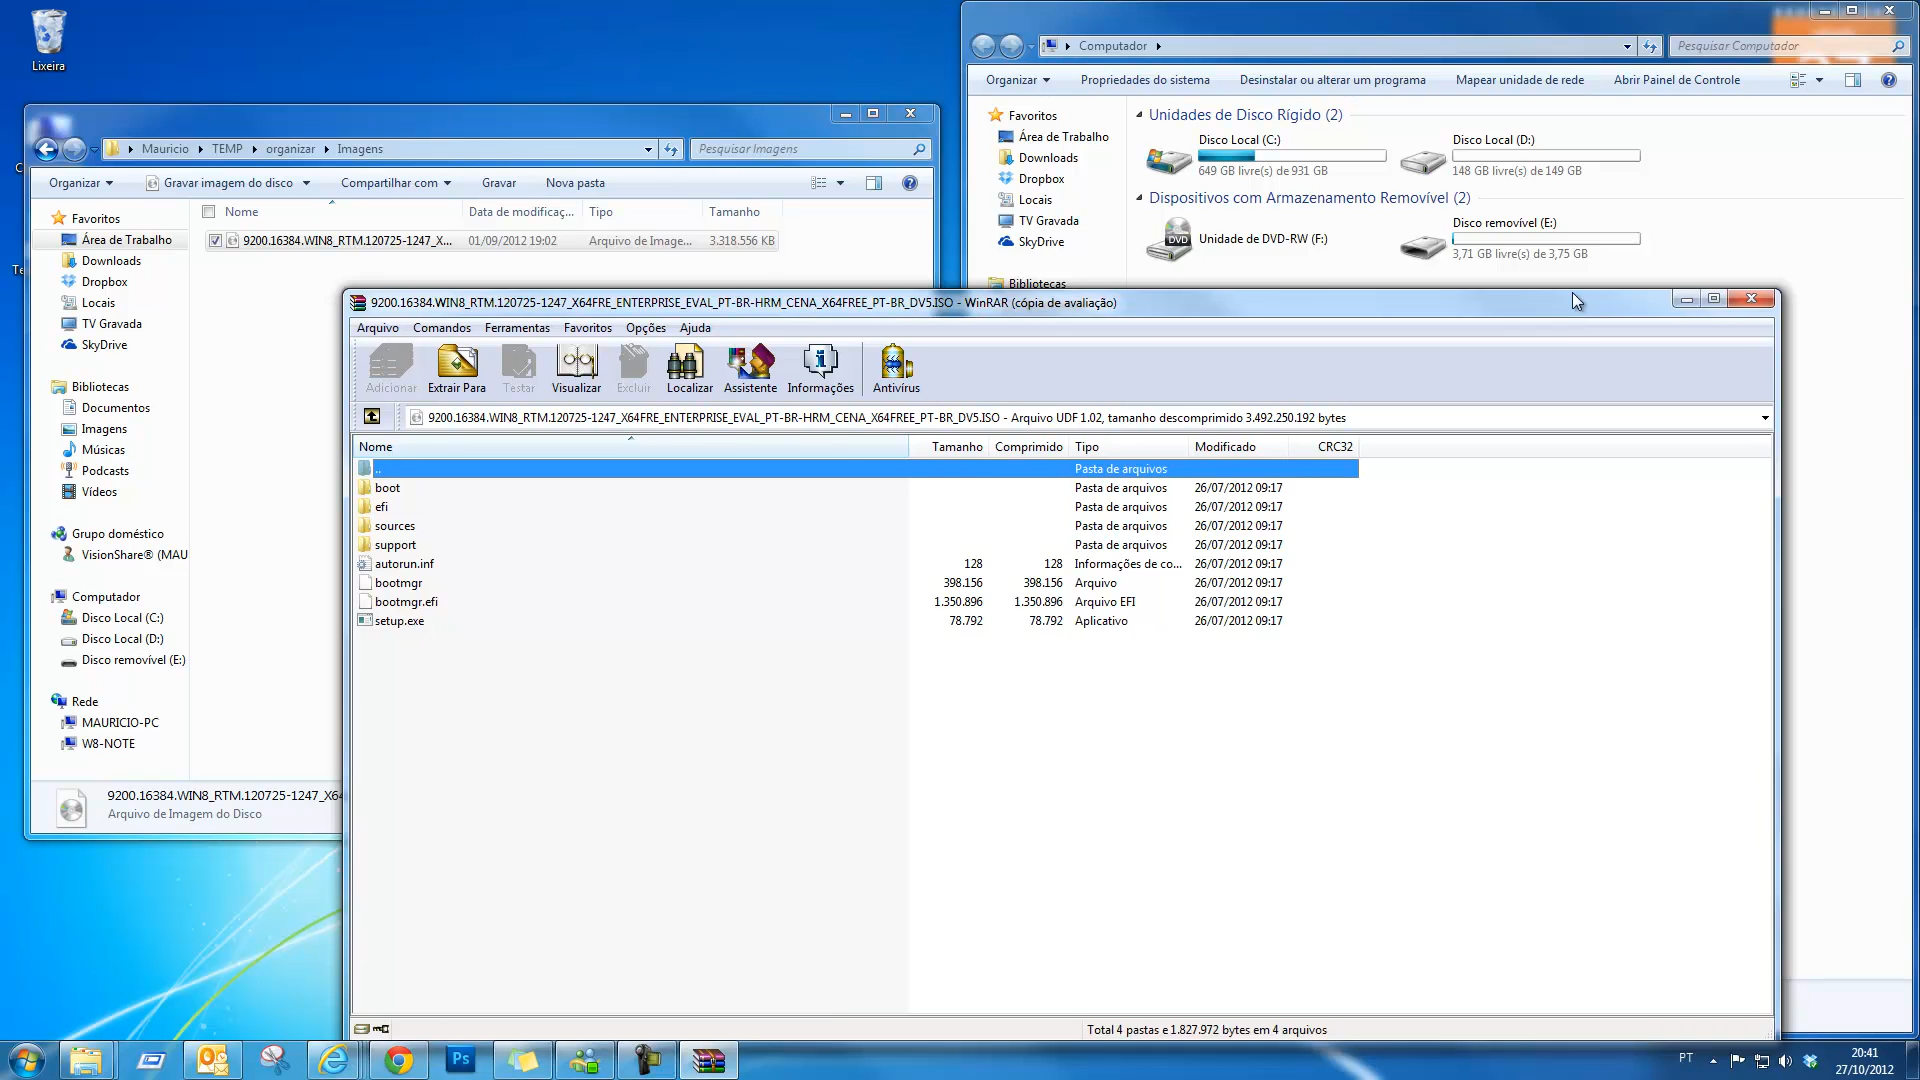 Lixeira
Mauricio TEMP organizar Imagens
Pesquisar Imagens
Organizar Gravar imagem do disco Compartilhar com Gravar Nova pasta
Nome Data de modificaç... Tipo Tamanho
9200.16384.WIN8_RTM.120725-1247_X... 01/09/2012 19:02 Arquivo de Image... 3.318.556 KB
Favoritos
Área de Trabalho
Downloads
Dropbox
Locais
TV Gravada
SkyDrive
Bibliotecas
Documentos
Imagens
Músicas
Podcasts
Vídeos
Grupo doméstico
VisionShare® (MAU
Computador
Disco Local (C:)
Disco Local (D:)
Disco removível (E:)
Rede
MAURICIO-PC
W8-NOTE
9200.16384.WIN8_RTM.120725-1247_X64
Arquivo de Imagem do Disco
Computador
Pesquisar Computador
Organizar Propriedades do sistema Desinstalar ou alterar um programa Mapear unidade de rede Abrir Painel de Controle
Favoritos
Área de Trabalho
Downloads
Dropbox
Locais
TV Gravada
SkyDrive
Bibliotecas
Unidades de Disco Rígido (2)
Disco Local (C:)
649 GB livre(s) de 931 GB
Disco Local (D:)
148 GB livre(s) de 149 GB
Dispositivos com Armazenamento Removível (2)
DVD
Unidade de DVD-RW (F:)
Disco removível (E:)
3,71 GB livre(s) de 3,75 GB
9200.16384.WIN8_RTM.120725-1247_X64FRE_ENTERPRISE_EVAL_PT-BR-HRM_CENA_X64FREE_PT-BR_DV5.ISO - WinRAR (cópia de avaliação)
Arquivo Comandos Ferramentas Favoritos Opções Ajuda
Adicionar Extrair Para Testar Visualizar Excluir Localizar Assistente Informações Antivírus
9200.16384.WIN8_RTM.120725-1247_X64FRE_ENTERPRISE_EVAL_PT-BR-HRM_CENA_X64FREE_PT-BR_DV5.ISO - Arquivo UDF 1.02, tamanho descomprimido 3.492.250.192 bytes
Nome Tamanho Comprimido Tipo Modificado CRC32
.. Pasta de arquivos
boot Pasta de arquivos 26/07/2012 09:17
efi Pasta de arquivos 26/07/2012 09:17
sources Pasta de arquivos 26/07/2012 09:17
support Pasta de arquivos 26/07/2012 09:17
autorun.inf 128 128 Informações de co... 26/07/2012 09:17
bootmgr 398.156 398.156 Arquivo 26/07/2012 09:17
bootmgr.efi 1.350.896 1.350.896 Arquivo EFI 26/07/2012 09:17
setup.exe 78.792 78.792 Aplicativo 26/07/2012 09:17
Total 4 pastas e 1.827.972 bytes em 4 arquivos
Ps
PT
20:41
27/10/2012